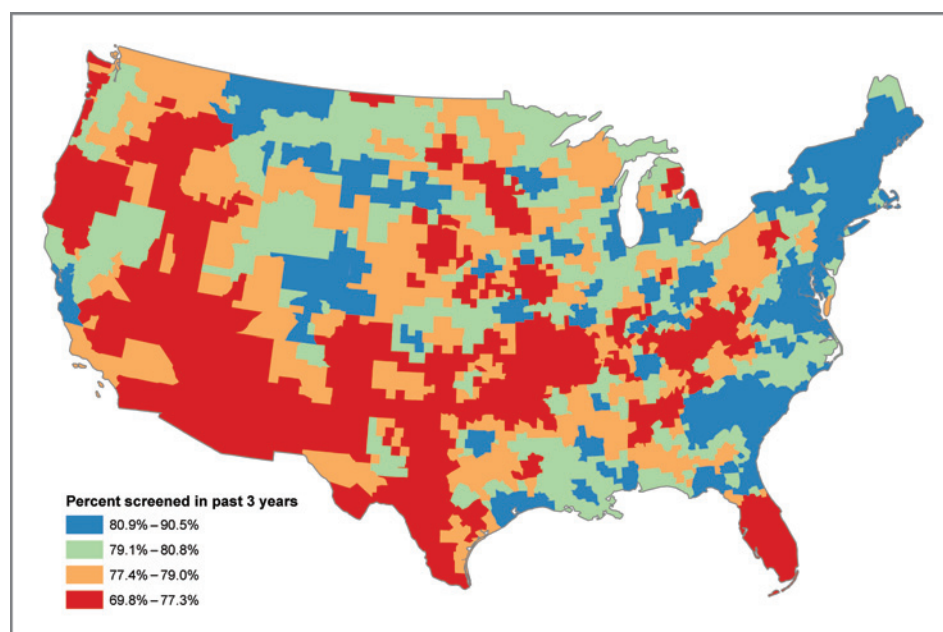 Percent screened in past 3 years
80.9% – 90.5%
79.1% – 80.8%
77.4% – 79.0%
69.8% – 77.3%